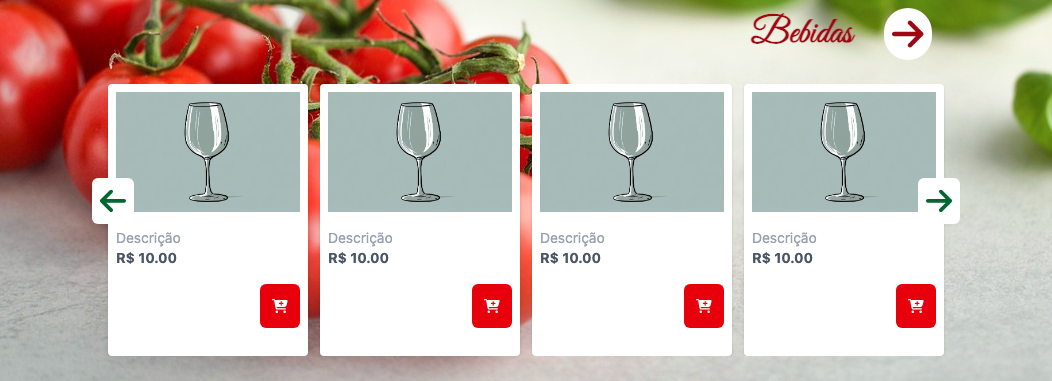 Bebidas
Descrição
R$ 10.00
Descrição
R$ 10.00
Descrição
R$ 10.00
Descrição
R$ 10.00